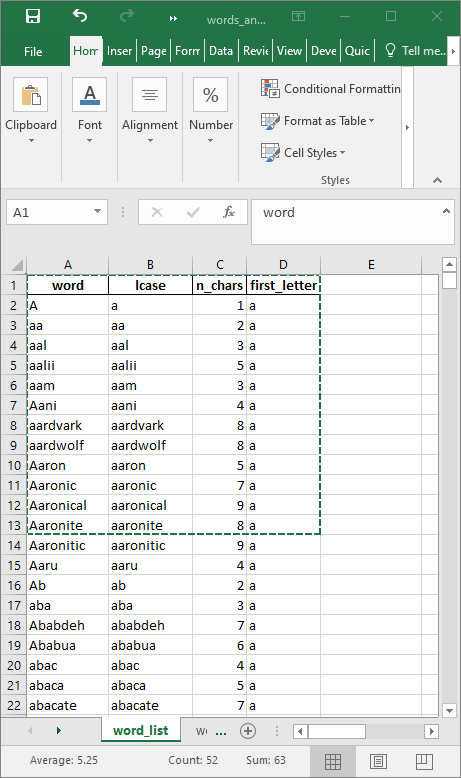 words_an...
File Hom Inser Page Forr Data Revie View Deve Quic Tell me...
Clipboard Font Alignment Number
%
Conditional Formattin
Format as Table
Cell Styles
Styles
A1 fx word
A B C D E
1 word lcase n_chars first_letter
2 A a 1 a
3 aa aa 2 a
4 aal aal 3 a
5 aalii aalii 5 a
6 aam aam 3 a
7 Aani aani 4 a
8 aardvark aardvark 8 a
9 aardwolf aardwolf 8 a
10 Aaron aaron 5 a
11 Aaronic aaronic 7 a
12 Aaronical aaronical 9 a
13 Aaronite aaronite 8 a
14 Aaronitic aaronitic 9 a
15 Aaru aaru 4 a
16 Ab ab 2 a
17 aba aba 3 a
18 Ababdeh ababdeh 7 a
19 Ababua ababua 6 a
20 abac abac 4 a
21 abaca abaca 5 a
22 abacate abacate 7 a
word_list ...
Average: 5.25 Count: 52 Sum: 63